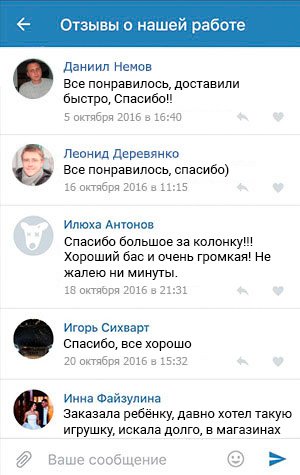 Отзывы о нашей работе
Даниил Немов
Все понравилось, доставили
быстро, Спасибо!!
5 октября 2016 в 16:40
Леонид Деревянко
Все понравилось, спасибо)
16 октября 2016 в 11:15
Илюха Антонов
Спасибо большое за колонку!!!
Хороший бас и очень громкая! Не
жалею ни минуты.
18 октября 2016 в 21:31
Игорь Сихварт
Спасибо, все хорошо
20 октября 2016 в 15:32
Инна Файзулина
Заказала ребёнку, давно хотел такую
игрушку, искала долго, в магазинах
Ваше сообщение